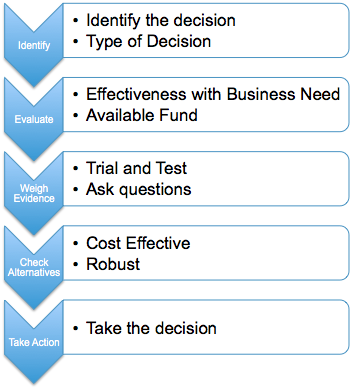 Identify
• Identify the decision
• Type of Decision
Evaluate
• Effectiveness with Business Need
• Available Fund
Weigh
Evidence
• Trial and Test
• Ask questions
Check
Alternatives
• Cost Effective
• Robust
Take Action
• Take the decision